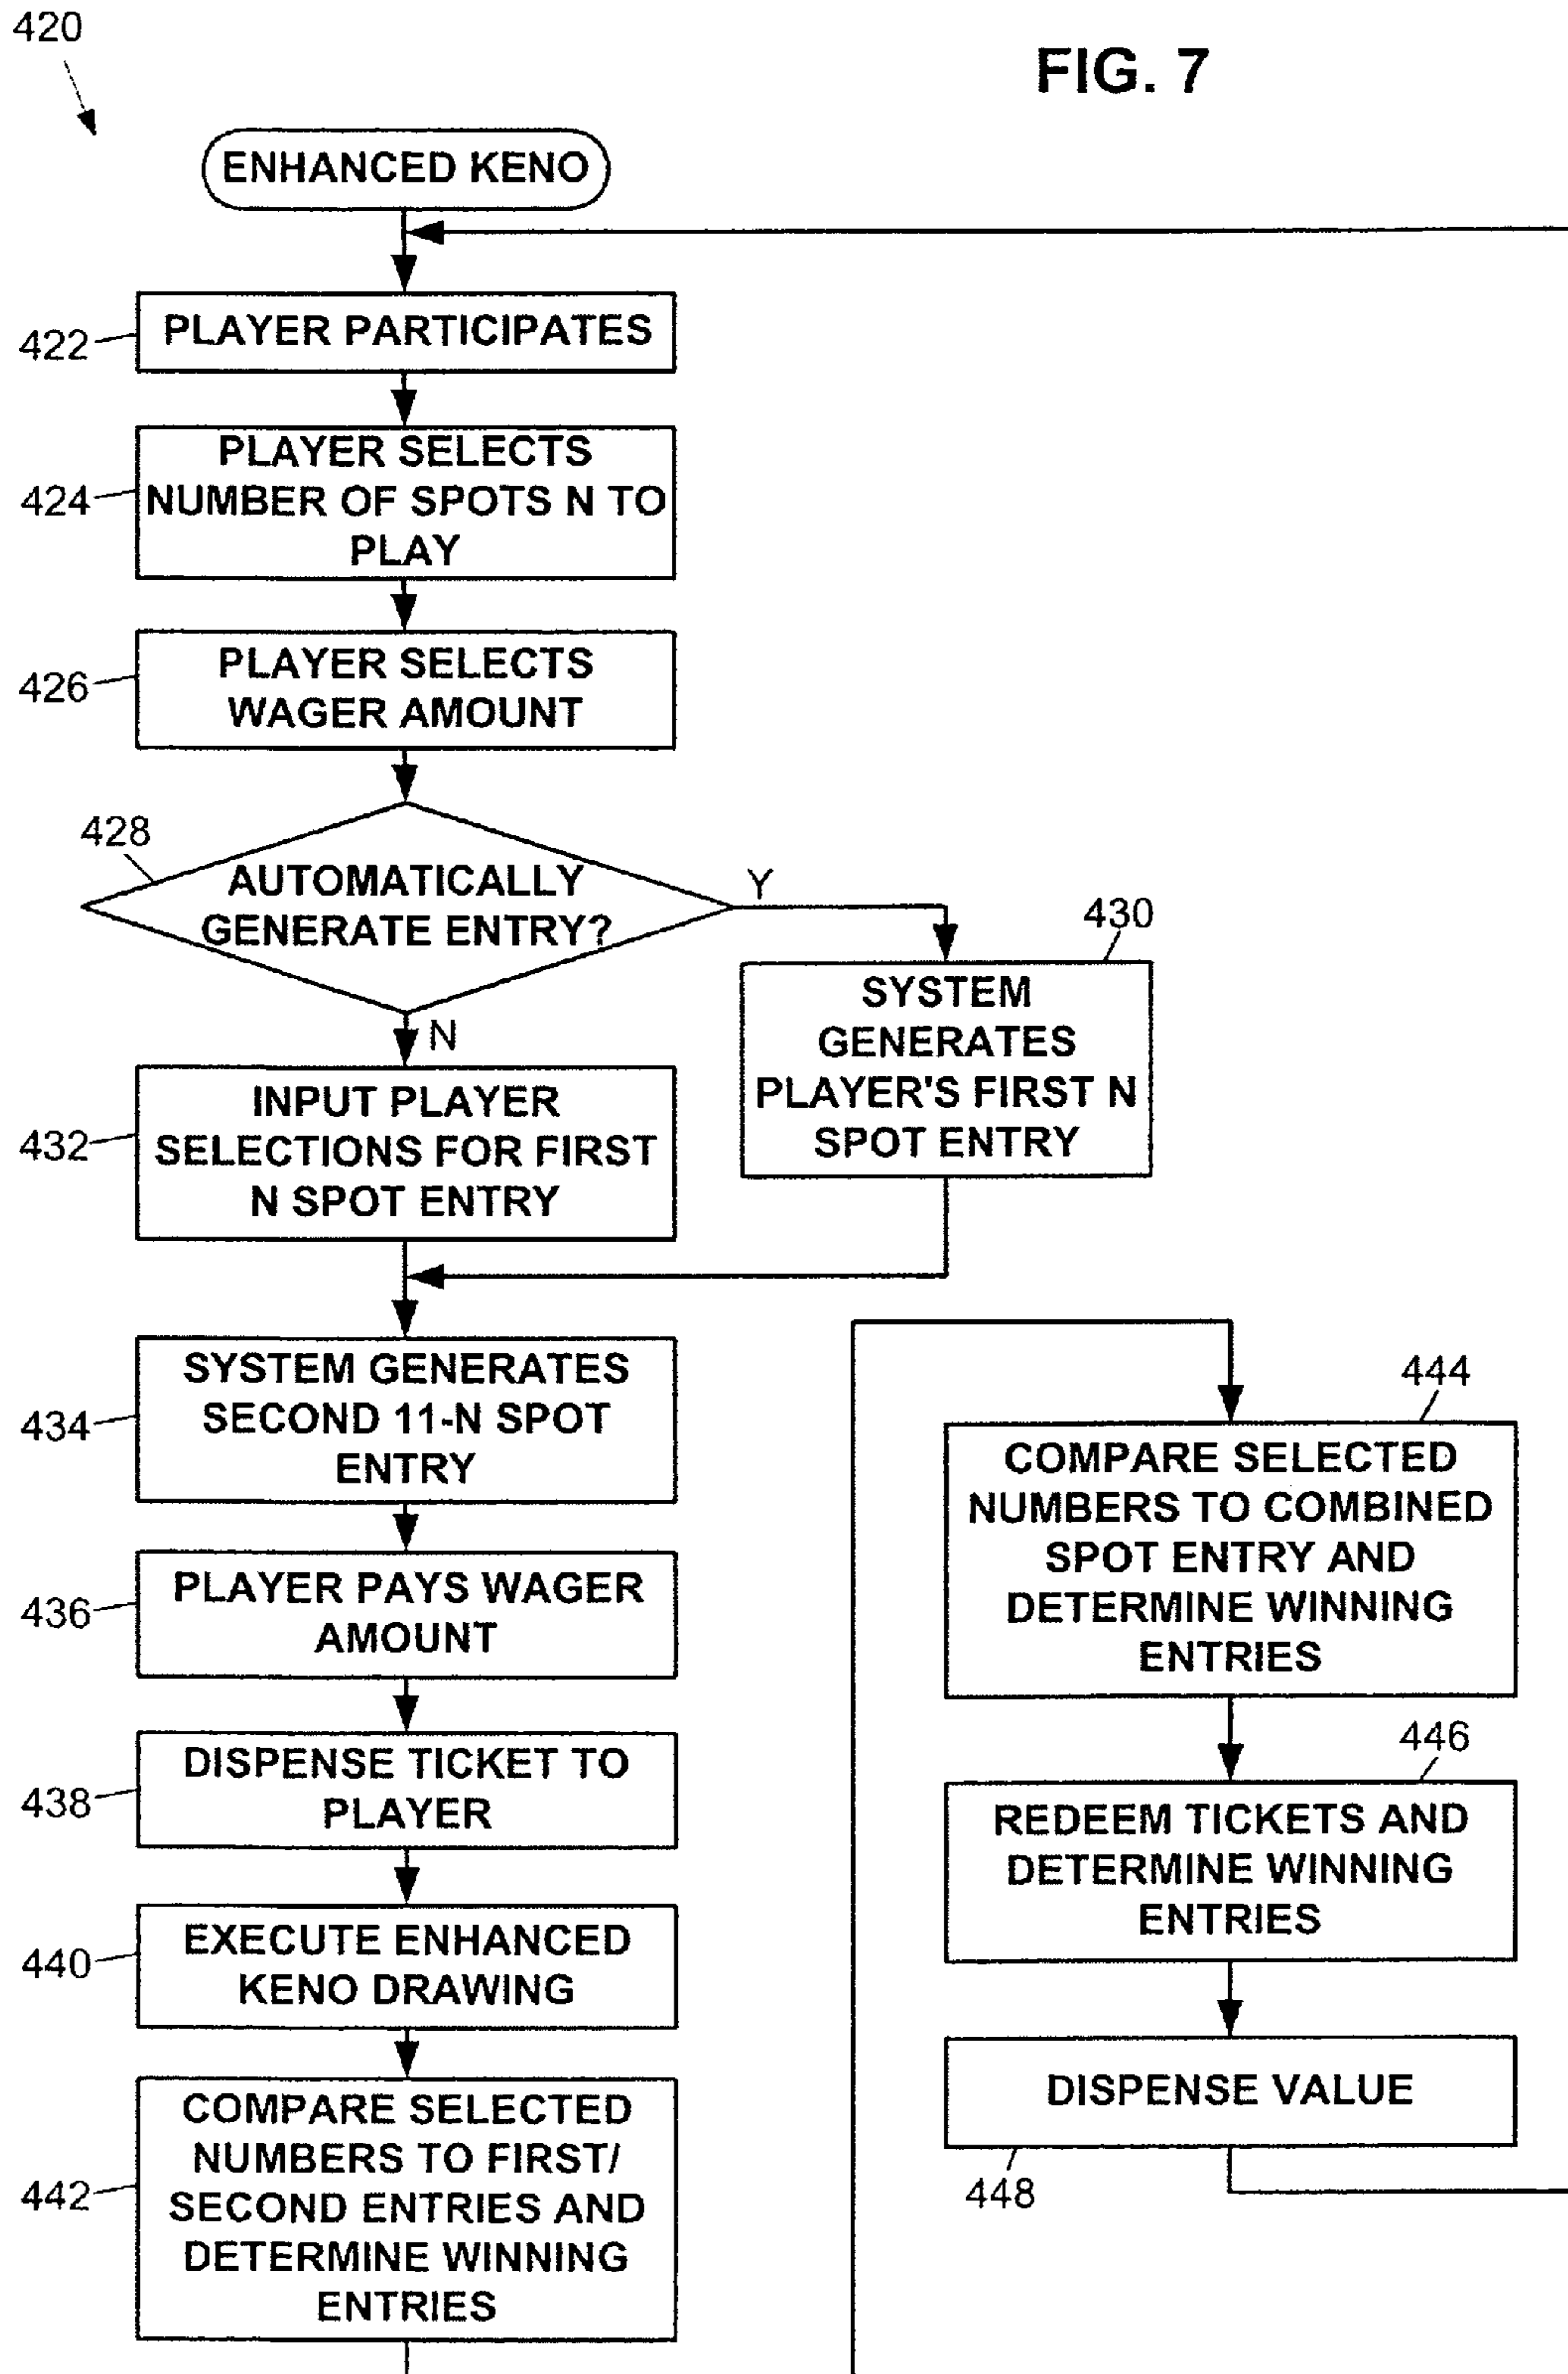 420
FIG. 7
ENHANCED KENO
422
PLAYER PARTICIPATES
424
PLAYER SELECTS
NUMBER OF SPOTS N TO
PLAY
426
PLAYER SELECTS
WAGER AMOUNT
428
AUTOMATICALLY
GENERATE ENTRY?
Y
N
430
SYSTEM
GENERATES
PLAYER'S FIRST N
SPOT ENTRY
432
INPUT PLAYER
SELECTIONS FOR FIRST
N SPOT ENTRY
434
SYSTEM GENERATES
SECOND 11-N SPOT
ENTRY
436
PLAYER PAYS WAGER
AMOUNT
438
DISPENSE TICKET TO
PLAYER
440
EXECUTE ENHANCED
KENO DRAWING
442
COMPARE SELECTED
NUMBERS TO FIRST/
SECOND ENTRIES AND
DETERMINE WINNING
ENTRIES
444
COMPARE SELECTED
NUMBERS TO COMBINED
SPOT ENTRY AND
DETERMINE WINNING
ENTRIES
446
REDEEM TICKETS AND
DETERMINE WINNING
ENTRIES
DISPENSE VALUE
448